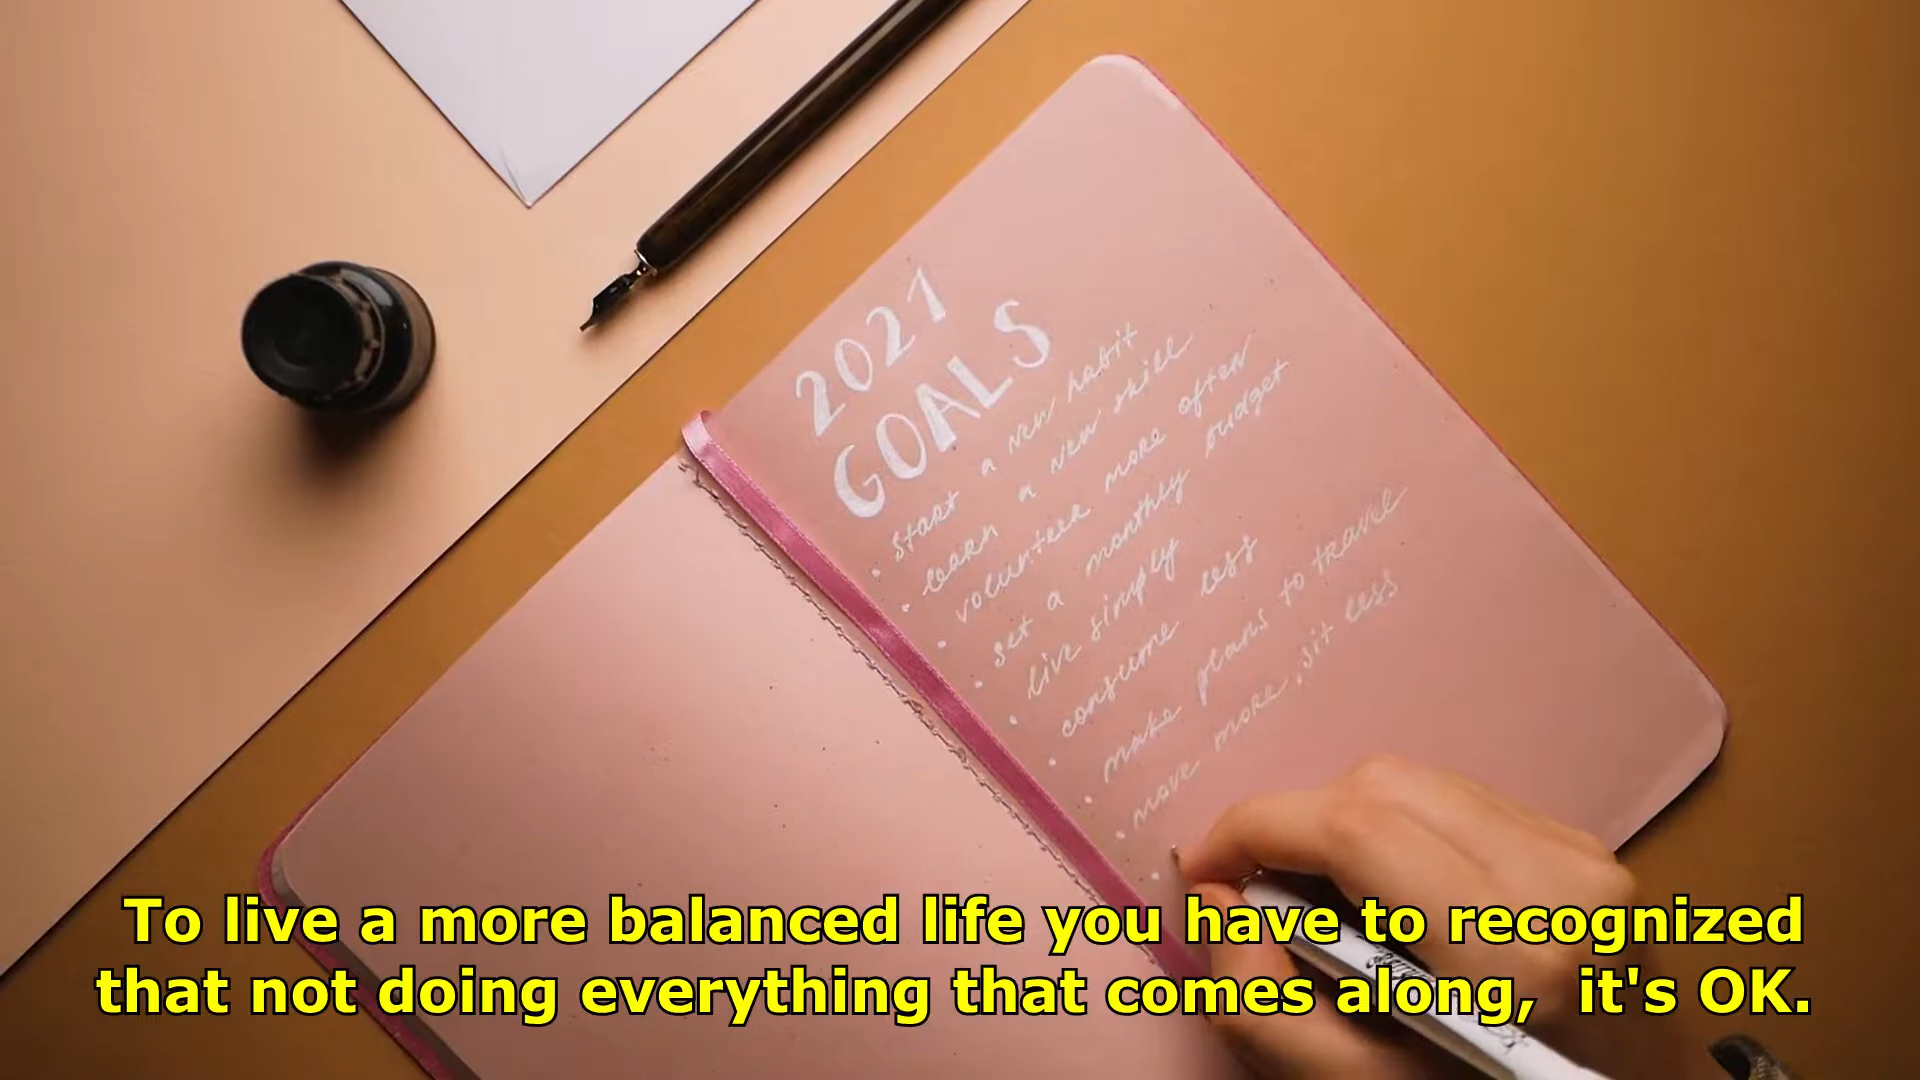 2021
GOALS
• start a new habit
• learn a new skill
• volunteer more often
• set a monthly budget
• live simply
• consume less
• make plans to travel
• move more, sit less
•
To live a more balanced life you have to recognized
that not doing everything that comes along, it's OK.